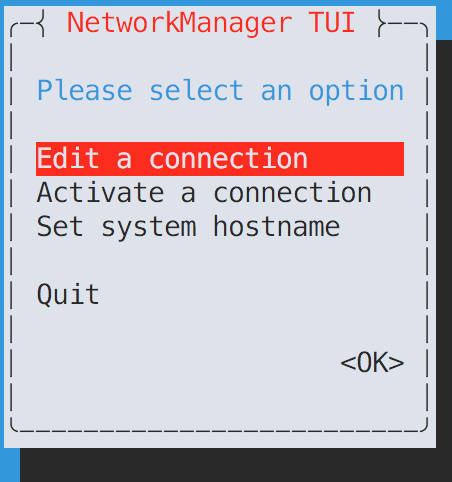 NetworkManager TUI
Please select an option
Edit a connection
Activate a connection
Set system hostname
Quit
<OK>